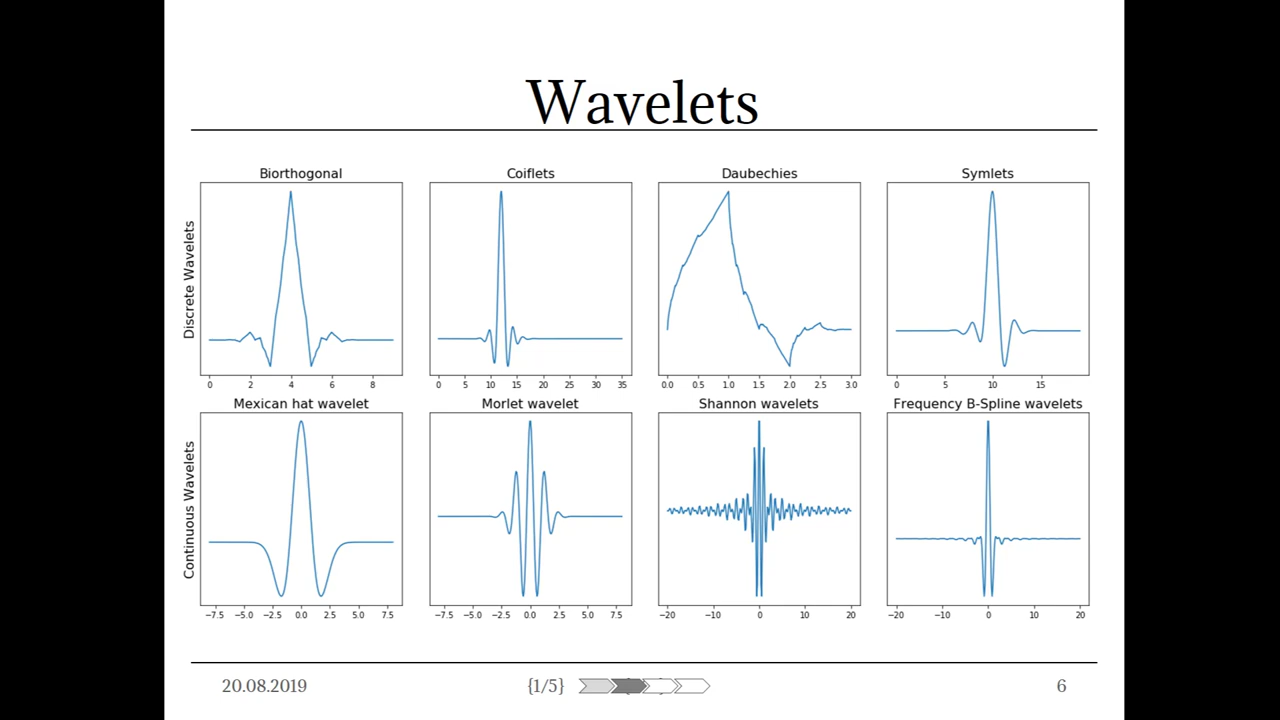 Wavelets
Biorthogonal Coiflets Daubechies Symlets
Discrete Wavelets
0 2 4 6 8
0 5 10 15 20 25 30 35
0.0 0.5 1.0 1.5 2.0 2.5 3.0
0 5 10 15
Mexican hat wavelet Morlet wavelet Shannon wavelets Frequency B-Spline wavelets
Continuous Wavelets
−7.5 −5.0 −2.5 0.0 2.5 5.0 7.5
−7.5 −5.0 −2.5 0.0 2.5 5.0 7.5
−20 −10 0 10 20
−20 −10 0 10 20
20.08.2019 {1/5} 6